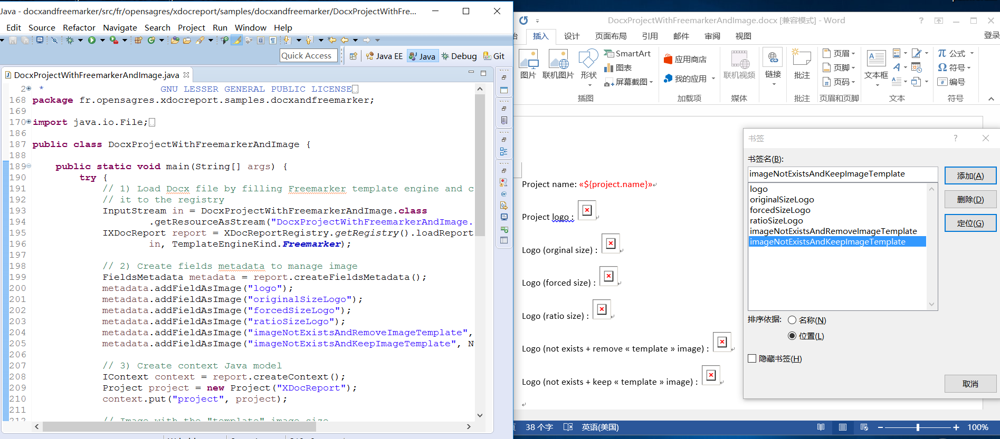 Java - docxandfreemarker/src/fr/opensagres/xdocreport/samples/docxandfreemarker/DocxProjectWithFre...
Edit Source Refactor Navigate Search Project Run Window Help
Quick Access
Java EE Java Debug Git
DocxProjectWithFreemarkerAndImage.java
2 * GNU LESSER GENERAL PUBLIC LICENSE
168 package fr.opensagres.xdocreport.samples.docxandfreemarker;
169
170 import java.io.File;
186
187 public class DocxProjectWithFreemarkerAndImage {
188
189 public static void main(String[] args) {
190 try {
191 // 1) Load Docx file by filling Freemarker template engine and c
192 // it to the registry
193 InputStream in = DocxProjectWithFreemarkerAndImage.class
194 .getResourceAsStream("DocxProjectWithFreemarkerAndImage.
195 IXDocReport report = XDocReportRegistry.getRegistry().loadReport
196 in, TemplateEngineKind.Freemarker);
197
198 // 2) Create fields metadata to manage image
199 FieldsMetadata metadata = report.createFieldsMetadata();
200 metadata.addFieldAsImage("logo");
201 metadata.addFieldAsImage("originalSizeLogo");
202 metadata.addFieldAsImage("forcedSizeLogo");
203 metadata.addFieldAsImage("ratioSizeLogo");
204 metadata.addFieldAsImage("imageNotExistsAndRemoveImageTemplate",
205 metadata.addFieldAsImage("imageNotExistsAndKeepImageTemplate", N
206
207 // 3) Create context Java model
208 IContext context = report.createContext();
209 Project project = new Project("XDocReport");
210 context.put("project", project);
211
212 // Image with the "template" image size
DocxProjectWithFreemarkerAndImage.docx [兼容模式] - Word
插入 设计 页面布局 引用 邮件 审阅 视图 登录
图片 联机图片 形状 SmartArt 图表 屏幕截图
应用商店 我的应用
联机视频 链接 批注
页眉 页脚 页码
文本框
公式 符号 编号
插图 加载项 媒体 批注 页眉和页脚 文本 符号
Project name: «${project.name}»
Project logo :
Logo (orginal size) :
Logo (forced size) :
Logo (ratio size) :
Logo (not exists + remove « template » image) :
Logo (not exists + keep « template » image) :
书签
书签名(B):
imageNotExistsAndKeepImageTemplate
添加(A)
logo
originalSizeLogo
forcedSizeLogo
ratioSizeLogo
imageNotExistsAndRemoveImageTemplate
imageNotExistsAndKeepImageTemplate
删除(D)
定位(G)
排序依据: 名称(N)
位置(L)
隐藏书签(H)
取消
38 个字 英语(美国) 100%